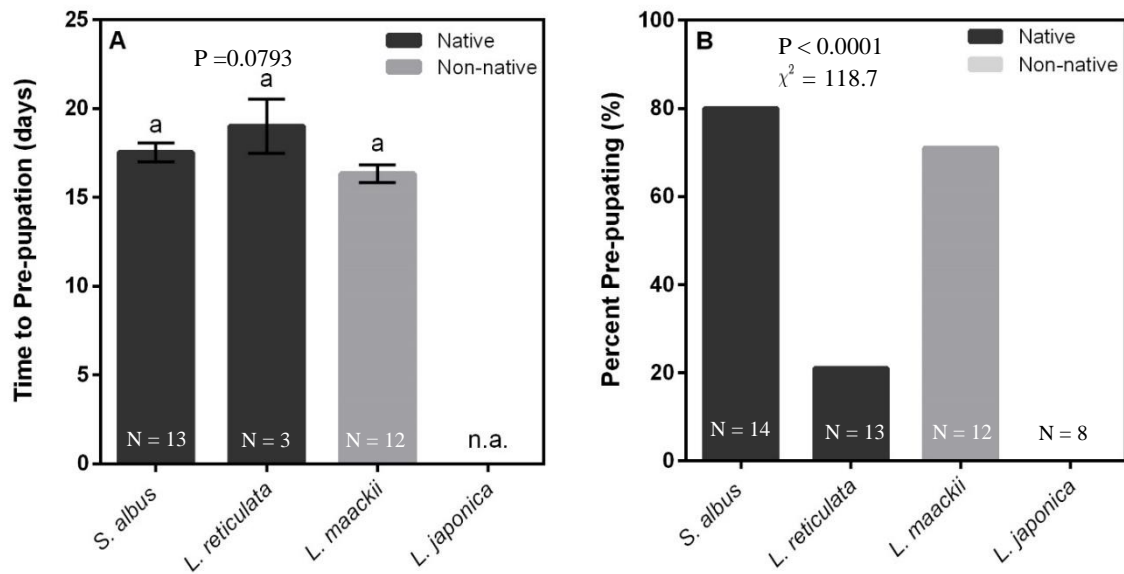 A
P =0.0793
Native
Non-native
Time to Pre-pupation (days)
25
20
15
10
5
0
a
a
a
N = 13
N = 3
N = 12
n.a.
S. albus
L. reticulata
L. maackii
L. japonica
B
P < 0.0001
χ² = 118.7
Native
Non-native
Percent Pre-pupating (%)
100
80
60
40
20
0
N = 14
N = 13
N = 12
N = 8
S. albus
L. reticulata
L. maackii
L. japonica